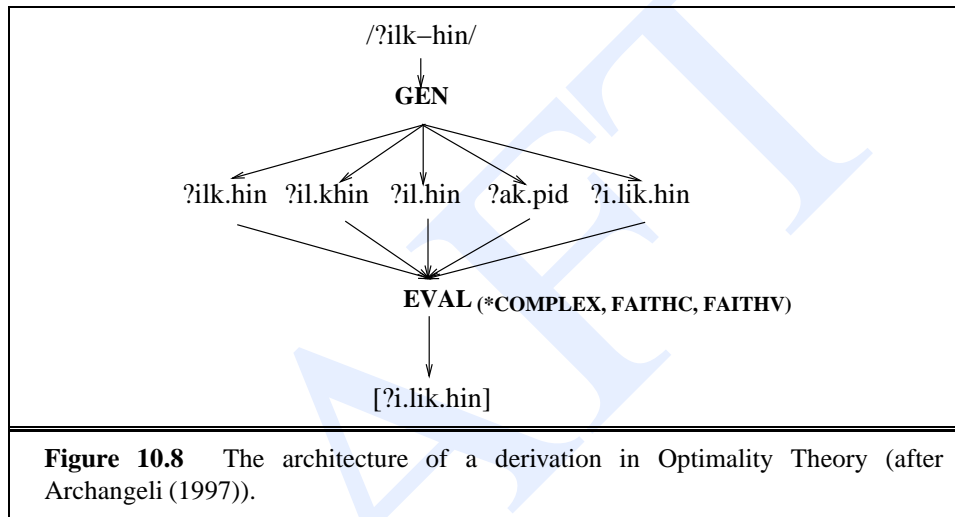 /?ilk−hin/
GEN
?ilk.hin ?il.khin ?il.hin ?ak.pid ?i.lik.hin
EVAL (*COMPLEX, FAITHC, FAITHV)
[?i.lik.hin]
Figure 10.8 The architecture of a derivation in Optimality Theory (after
Archangeli (1997)).